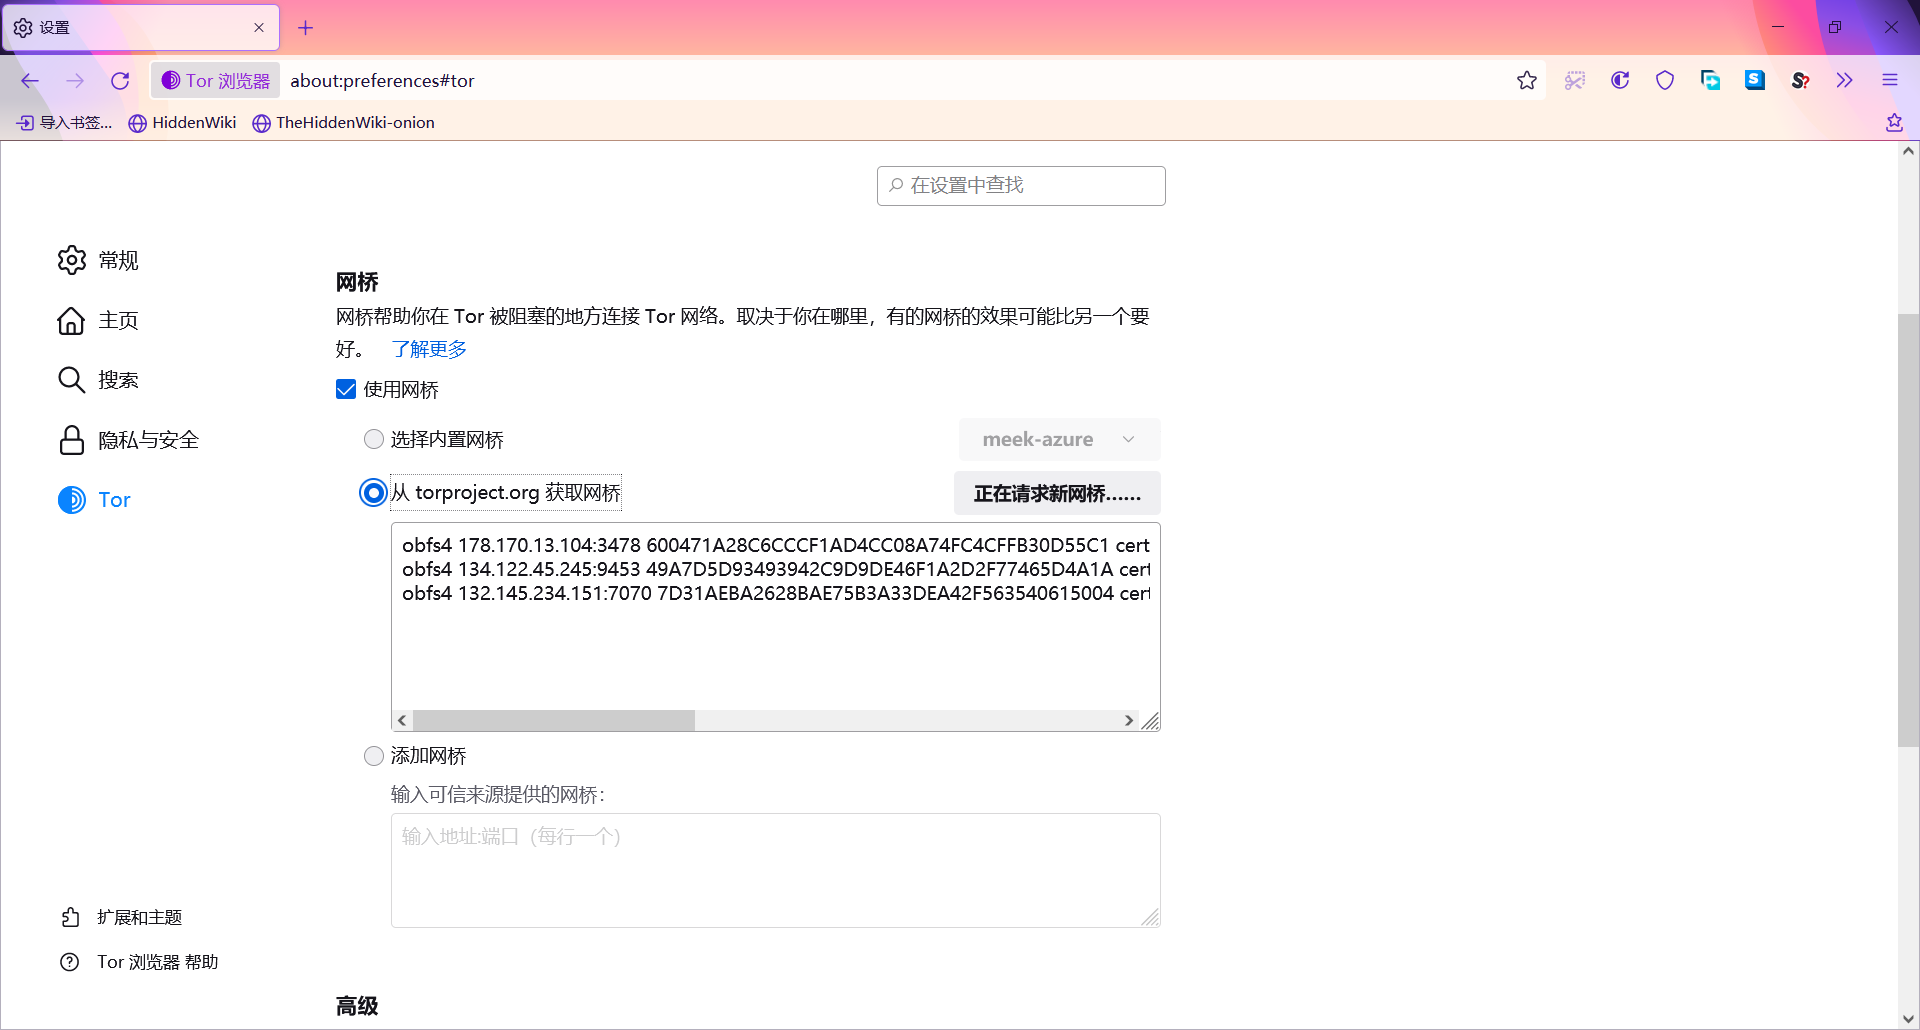 设置
Tor 浏览器 about:preferences#tor
导入书签... HiddenWiki TheHiddenWiki-onion
在设置中查找
常规
主页
搜索
隐私与安全
Tor
网桥
网桥帮助你在 Tor 被阻塞的地方连接 Tor 网络。取决于你在哪里，有的网桥的效果可能比另一个要
好。 了解更多
使用网桥
选择内置网桥 meek-azure
从 torproject.org 获取网桥 正在请求新网桥......
obfs4 178.170.13.104:3478 600471A28C6CCCF1AD4CC08A74FC4CFFB30D55C1 cert
obfs4 134.122.45.245:9453 49A7D5D93493942C9D9DE46F1A2D2F77465D4A1A cert
obfs4 132.145.234.151:7070 7D31AEBA2628BAE75B3A33DEA42F563540615004 cert
添加网桥
输入可信来源提供的网桥：
输入地址:端口（每行一个）
扩展和主题
Tor 浏览器 帮助
高级